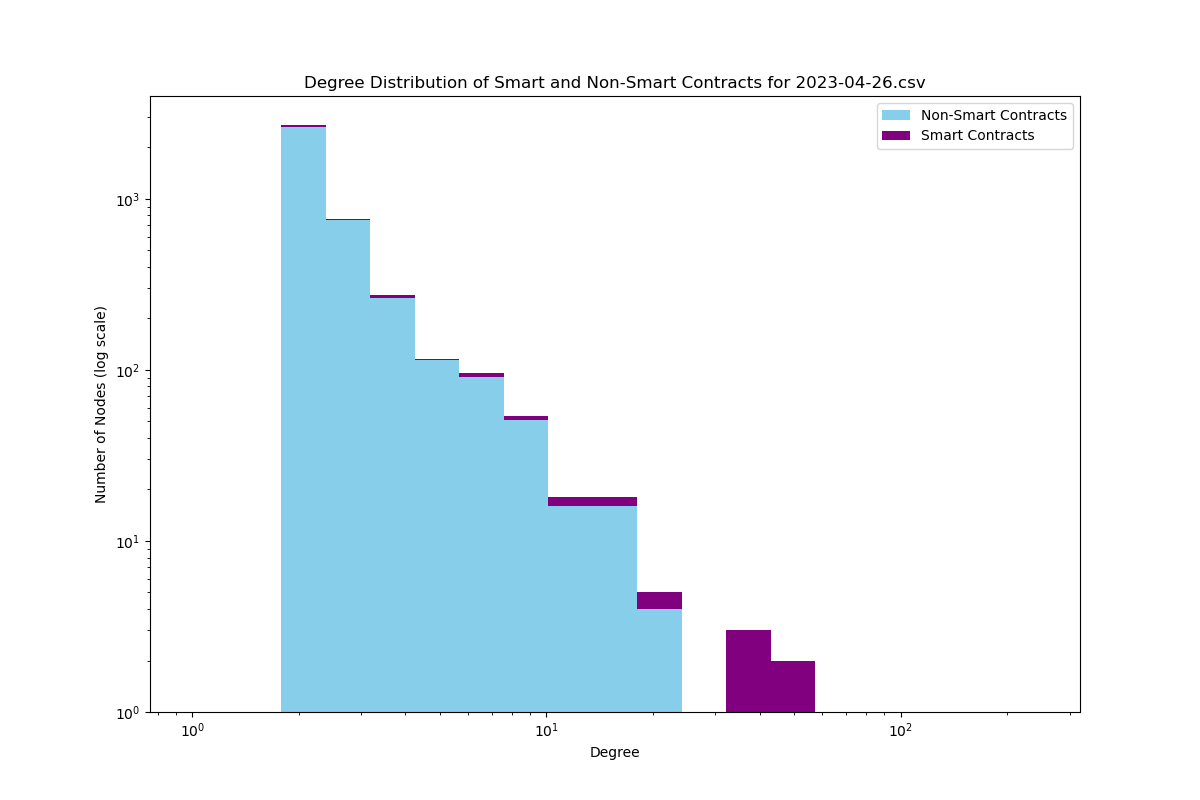 Degree Distribution of Smart and Non-Smart Contracts for 2023-04-26.csv
Non-Smart Contracts
Smart Contracts
Number of Nodes (log scale)
10³
10²
10¹
10⁰
10⁰ 10¹ 10²
Degree